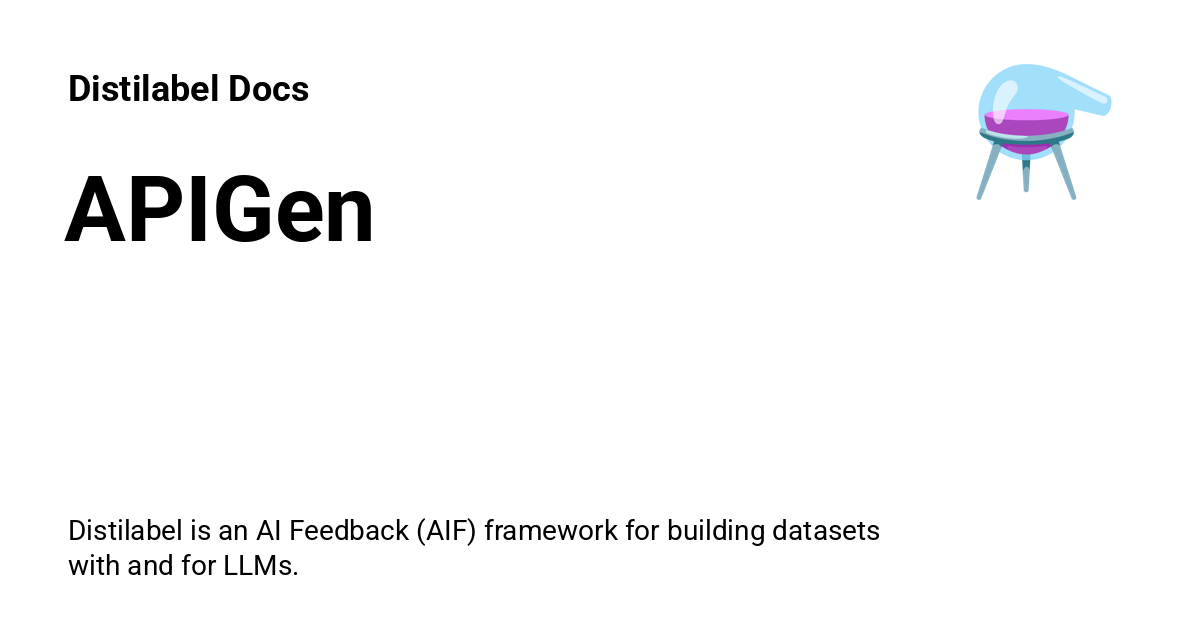 Distilabel Docs
APIGen
Distilabel is an AI Feedback (AIF) framework for building datasets
with and for LLMs.